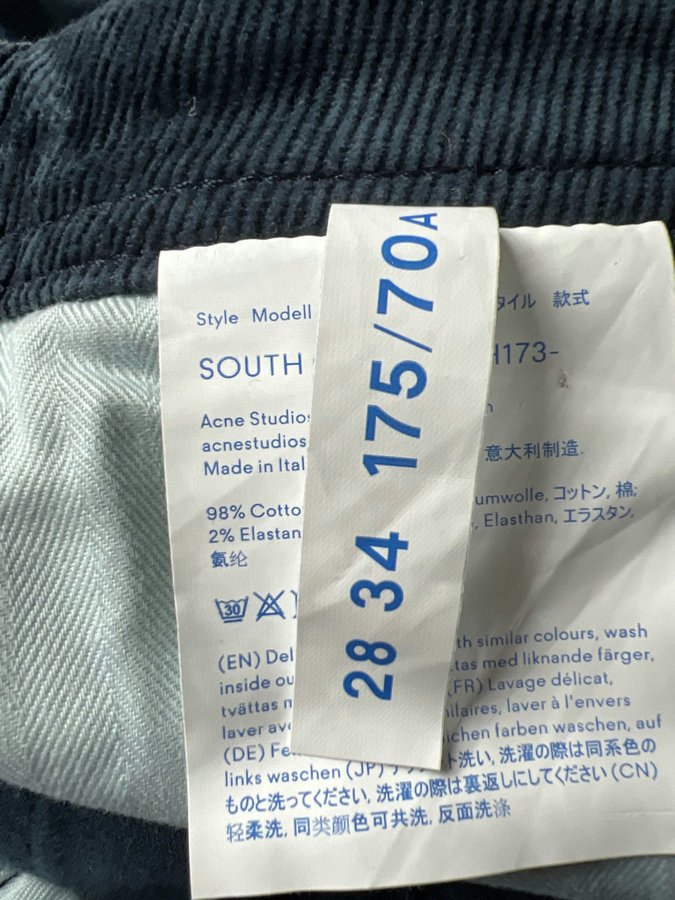 175/70A
28 34
Style Modell
タイル 款式
SOUTH
H173-
Acne Studios
acnestudios
Made in Ital
意大利制造.
98% Cotto
umwolle, コットン, 棉;
2% Elastan
, Elasthan, エラスタン,
氨纶
30
(EN) Del
th similar colours, wash
inside ou
tas med liknande färger,
tvättas m
(FR) Lavage délicat,
laver ave
ilaires, laver à l'envers
(DE) Fe
ichen farben waschen, auf
links waschen (JP)
ト洗い, 洗濯の際は同系色の
ものと洗ってください, 洗濯の際は裏返しにしてください (CN)
轻柔洗, 同类颜色可共洗, 反面洗涤